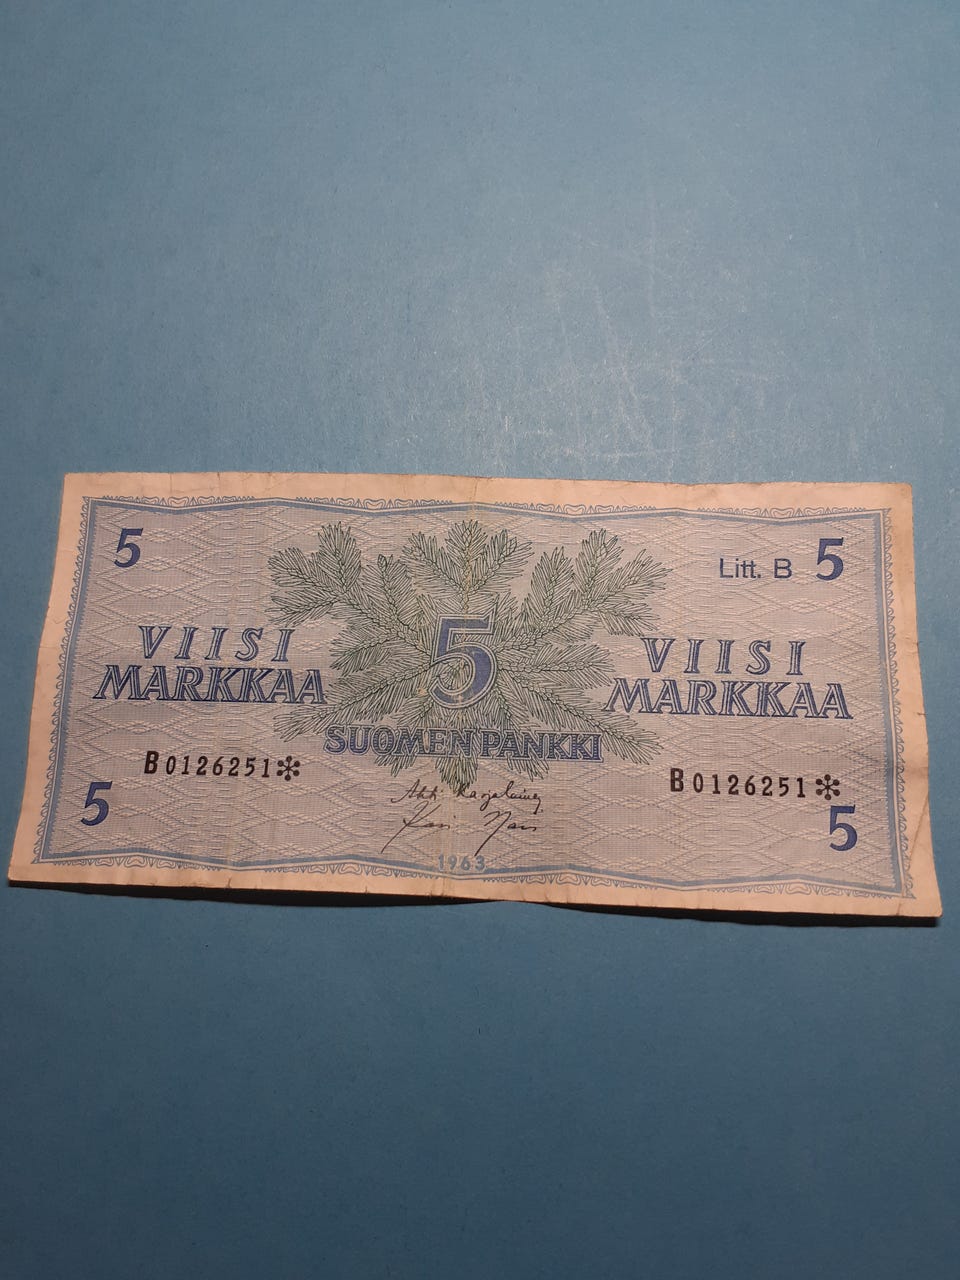 5
Litt. B 5
VIISI
MARKKAA
5
VIISI
MARKKAA
SUOMEN PANKKI
B0126251*
B0126251*
5
5
1963